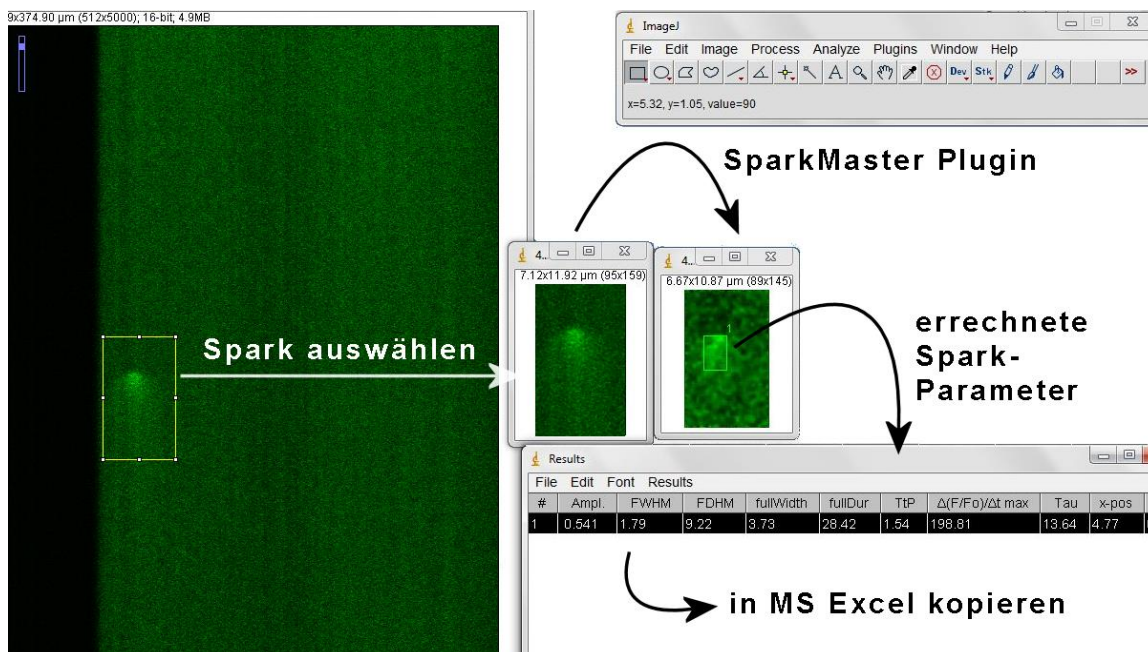 9x374.90 µm (512x5000); 16-bit; 4.9MB
ImageJ
File Edit Image Process Analyze Plugins Window Help
A Dev Stk >>
x=5.32, y=1.05, value=90
SparkMaster Plugin
4...
7.12x11.92 µm (95x159)
4...
6.67x10.87 µm (89x145)
1
Spark auswählen
errechnete
Spark-
Parameter
Results
File Edit Font Results
# Ampl. FWHM FDHM fullWidth fullDur TtP Δ(F/Fo)/Δt max Tau x-pos
1 0.541 1.79 9.22 3.73 28.42 1.54 198.81 13.64 4.77
in MS Excel kopieren